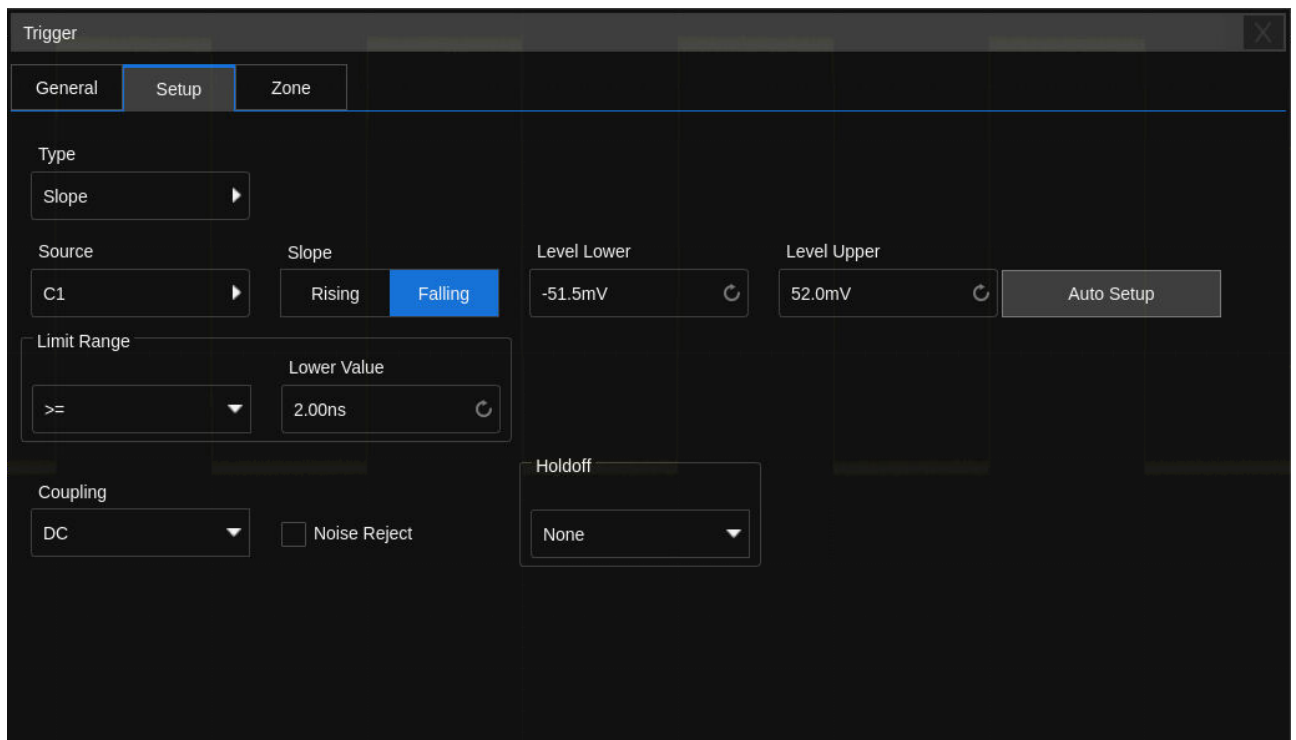 Trigger X
General Setup Zone
Type
Slope
Source Slope Level Lower Level Upper
C1 Rising Falling -51.5mV 52.0mV Auto Setup
Limit Range
Lower Value
>= 2.00ns
Holdoff
Coupling
DC Noise Reject None